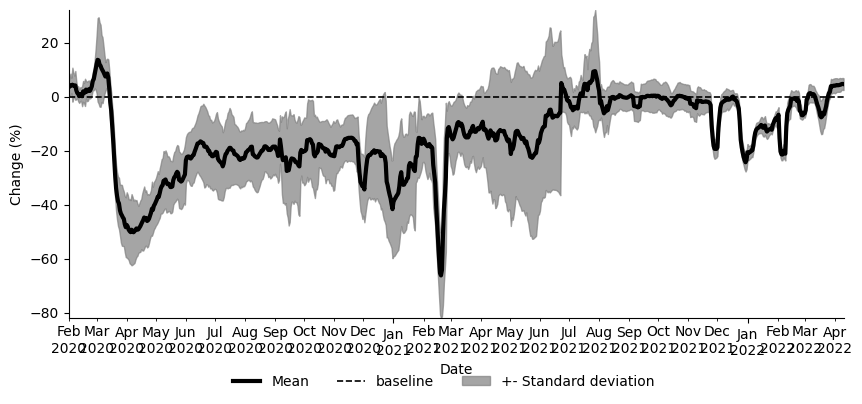 20
0
−20
−40
−60
−80
Change (%)
Feb Mar Apr May Jun Jul Aug Sep Oct Nov Dec Jan Feb Mar Apr May Jun Jul Aug Sep Oct Nov Dec Jan Feb Mar Apr
2020 2020 2020 2020 2020 2020 2020 2020 2020 2020 2020 2021 2021 2021 2021 2021 2021 2021 2021 2021 2021 2021 2021 2022 2022 2022 2022
Date
Mean baseline +- Standard deviation